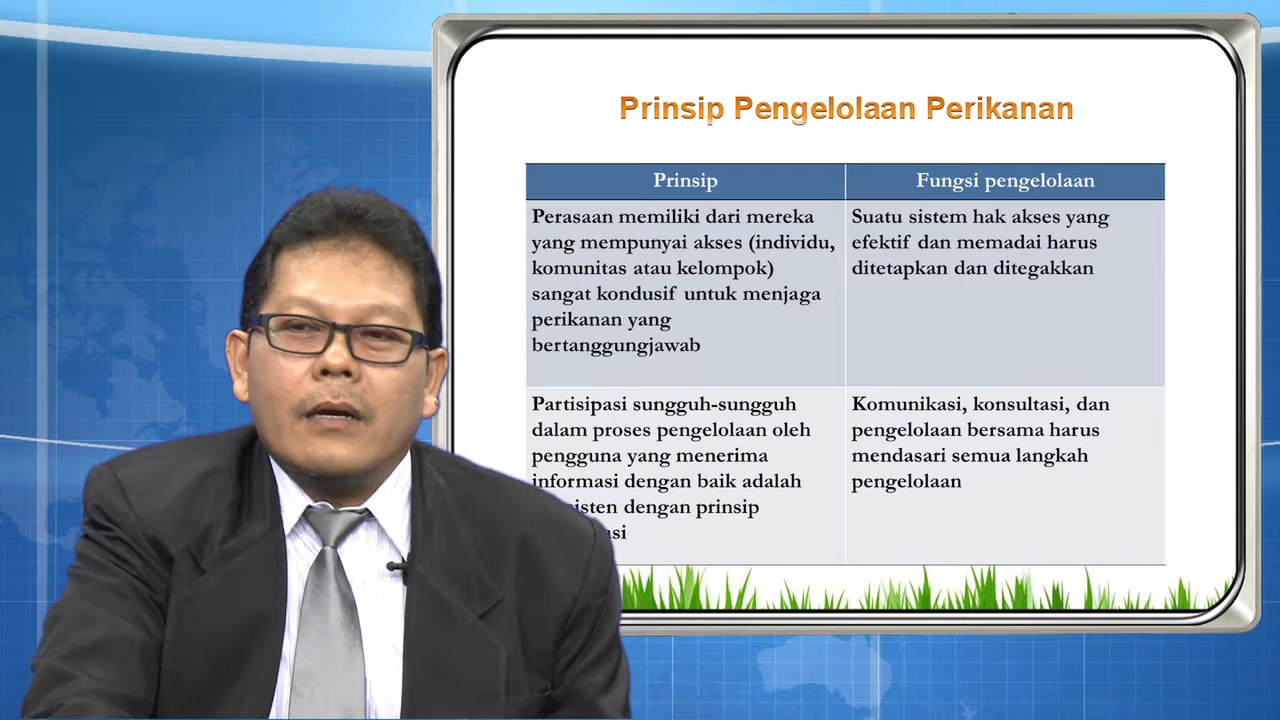 Prinsip Pengelolaan Perikanan
Prinsip
Fungsi pengelolaan
Perasaan memiliki dari mereka
yang mempunyai akses (individu,
komunitas atau kelompok)
sangat kondusif untuk menjaga
perikanan yang
bertanggungjawab
Suatu sistem hak akses yang
efektif dan memadai harus
ditetapkan dan ditegakkan
Partisipasi sungguh-sungguh
dalam proses pengelolaan oleh
pengguna yang menerima
informasi dengan baik adalah
dengan prinsip
Komunikasi, konsultasi, dan
pengelolaan bersama harus
mendasari semua langkah
pengelolaan